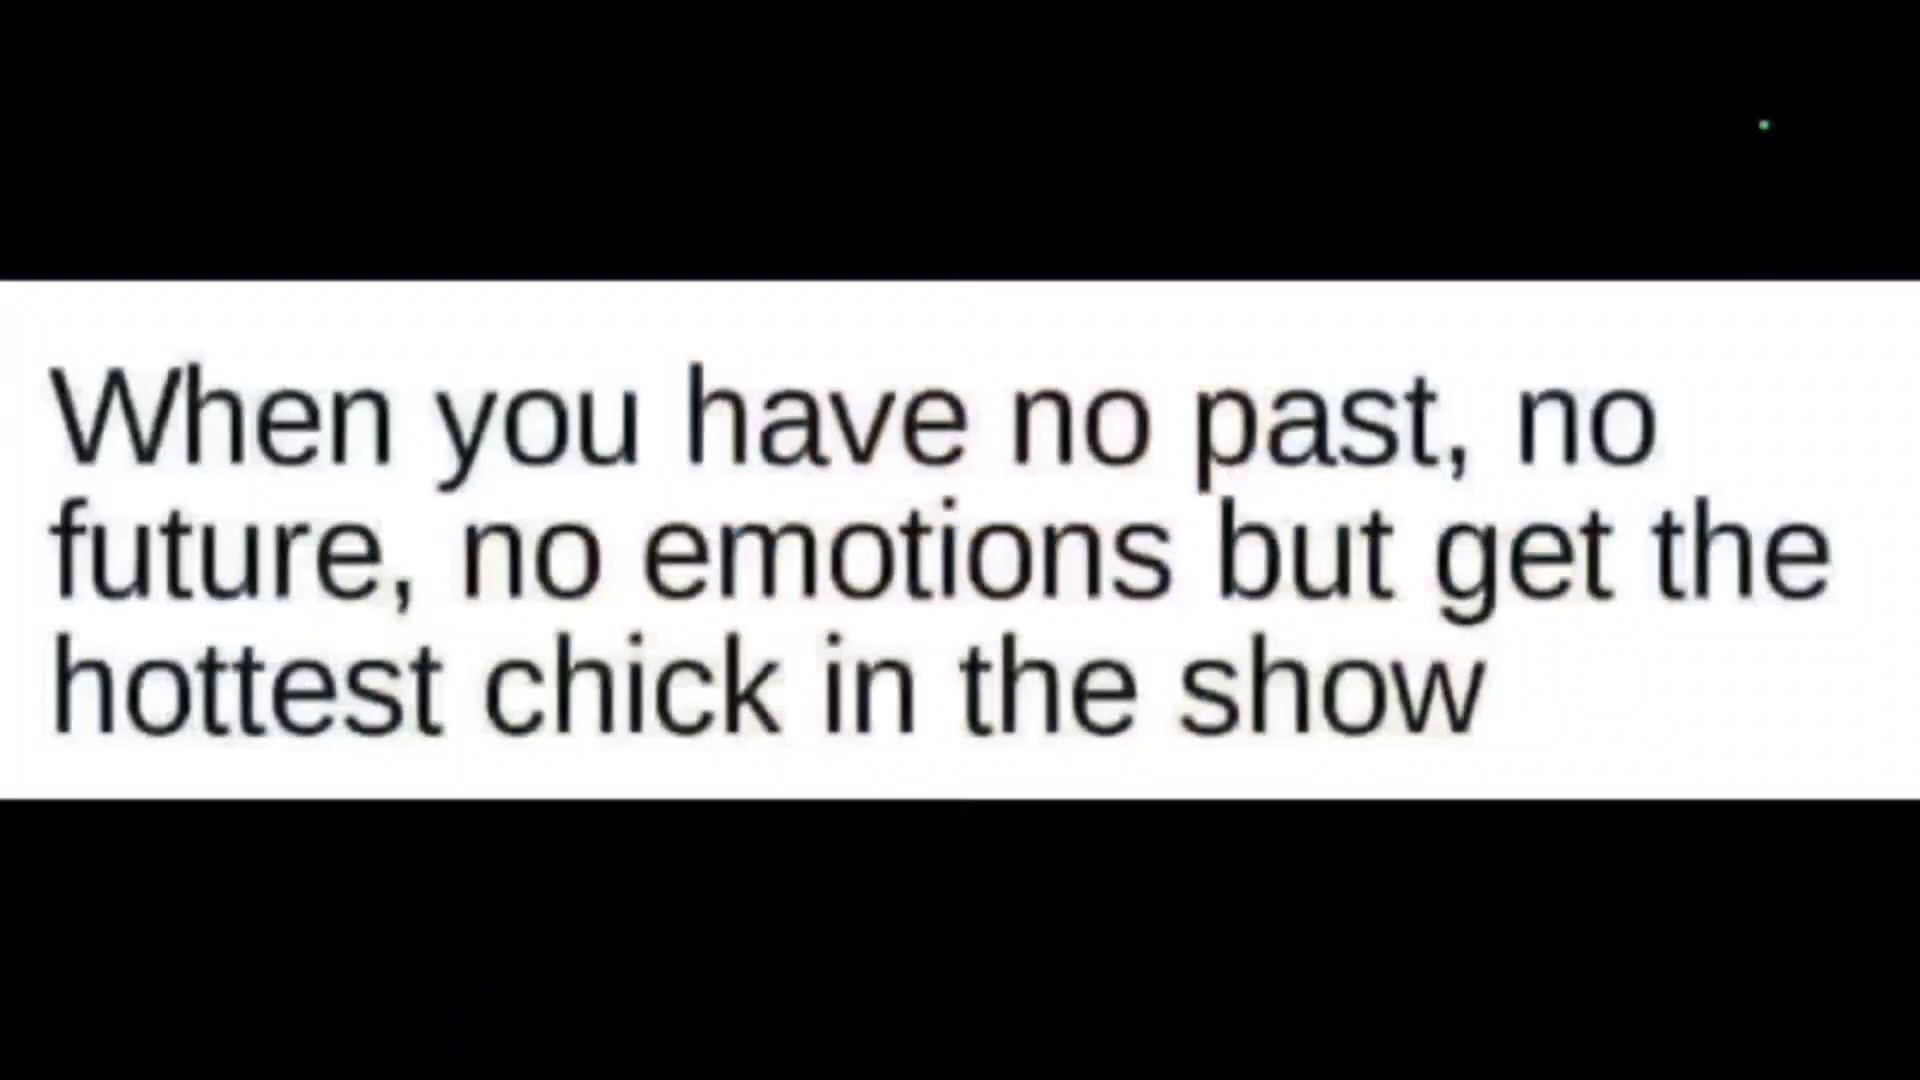 When you have no past, no
future, no emotions but get the
hottest chick in the show